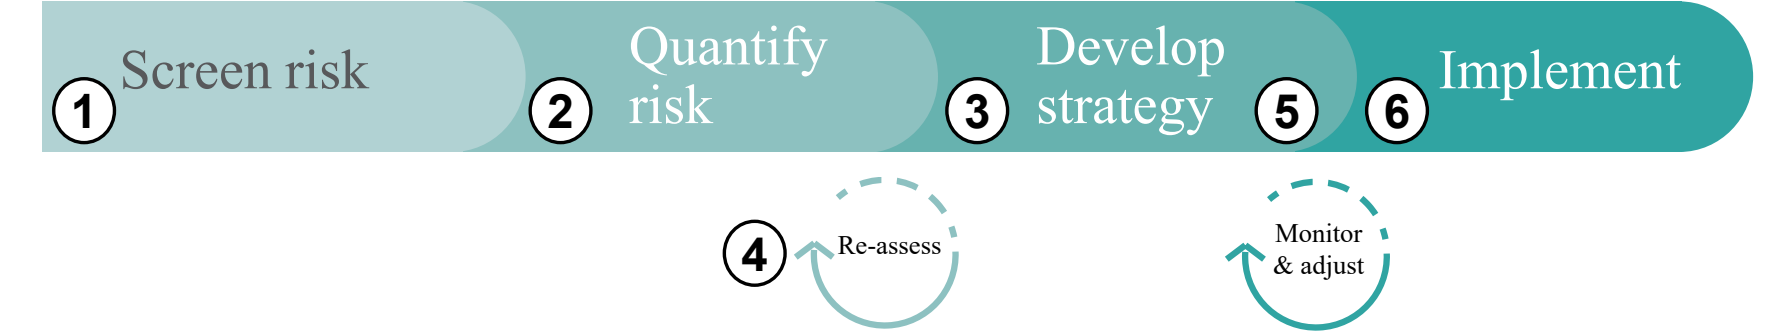 1 Screen risk
2 Quantify
risk
3 Develop
strategy
5
6 Implement
4 Re-assess
Monitor
& adjust